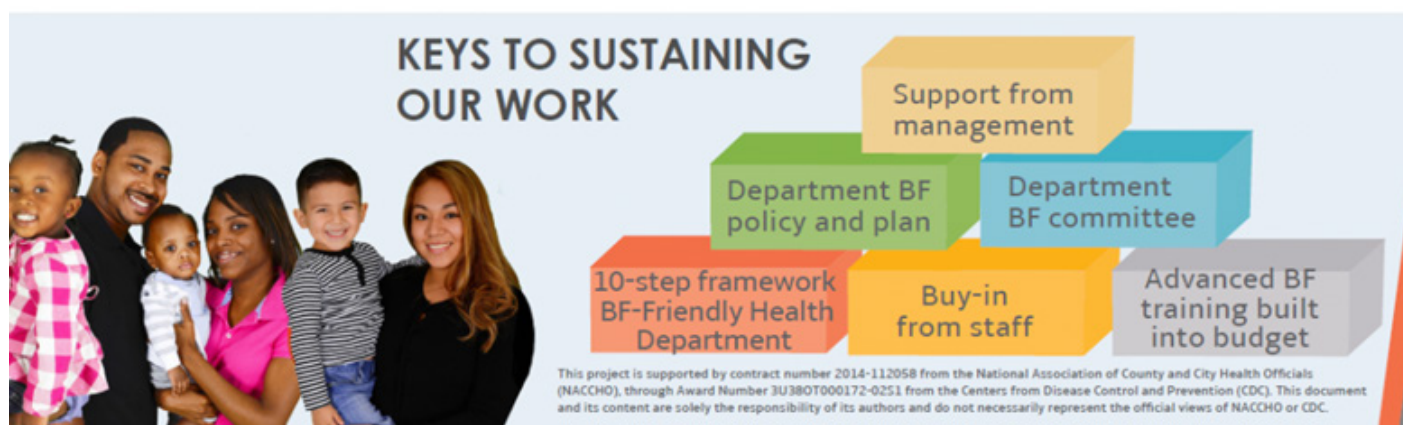 KEYS TO SUSTAINING
OUR WORK
Support from
management
Department BF
policy and plan
Department
BF committee
10-step framework
BF-Friendly Health
Department
Buy-in
from staff
Advanced BF
training built
into budget
This project is supported by contract number 2014-112058 from the National Association of County and City Health Officials
(NACCHO), through Award Number 3U38OT000172-02S1 from the Centers from Disease Control and Prevention (CDC). This document
and its content are solely the responsibility of its authors and do not necessarily represent the official views of NACCHO or CDC.